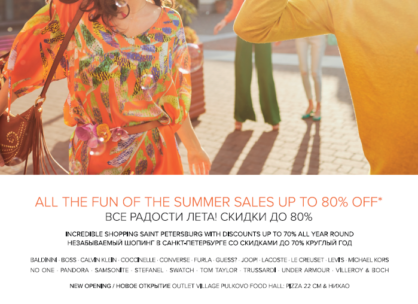 ALL THE FUN OF THE SUMMER SALES UP TO 80% OFF*
ВСЕ РАДОСТИ ЛЕТА! СКИДКИ ДО 80%
INCREDIBLE SHOPPING SAINT PETERSBURG WITH DISCOUNTS UP TO 70% ALL YEAR ROUND
НЕЗАБЫВАЕМЫЙ ШОПИНГ В САНКТ-ПЕТЕРБУРГЕ СО СКИДКАМИ ДО 70% КРУГЛЫЙ ГОД
BALDININI · BOSS · CALVIN KLEIN · COCCINELLE · CONVERSE · FURLA · GUESS? · JOOP! · LACOSTE · LE CREUSET · LEVI'S · MICHAEL KORS
NO ONE · PANDORA · SAMSONITE · STEFANEL · SWATCH · TOM TAYLOR · TRUSSARDI · UNDER ARMOUR · VILLEROY & BOCH
NEW OPENING / НОВОЕ ОТКРЫТИЕ OUTLET VILLAGE PULKOVO FOOD HALL: PIZZA 22 CM & НИХАО